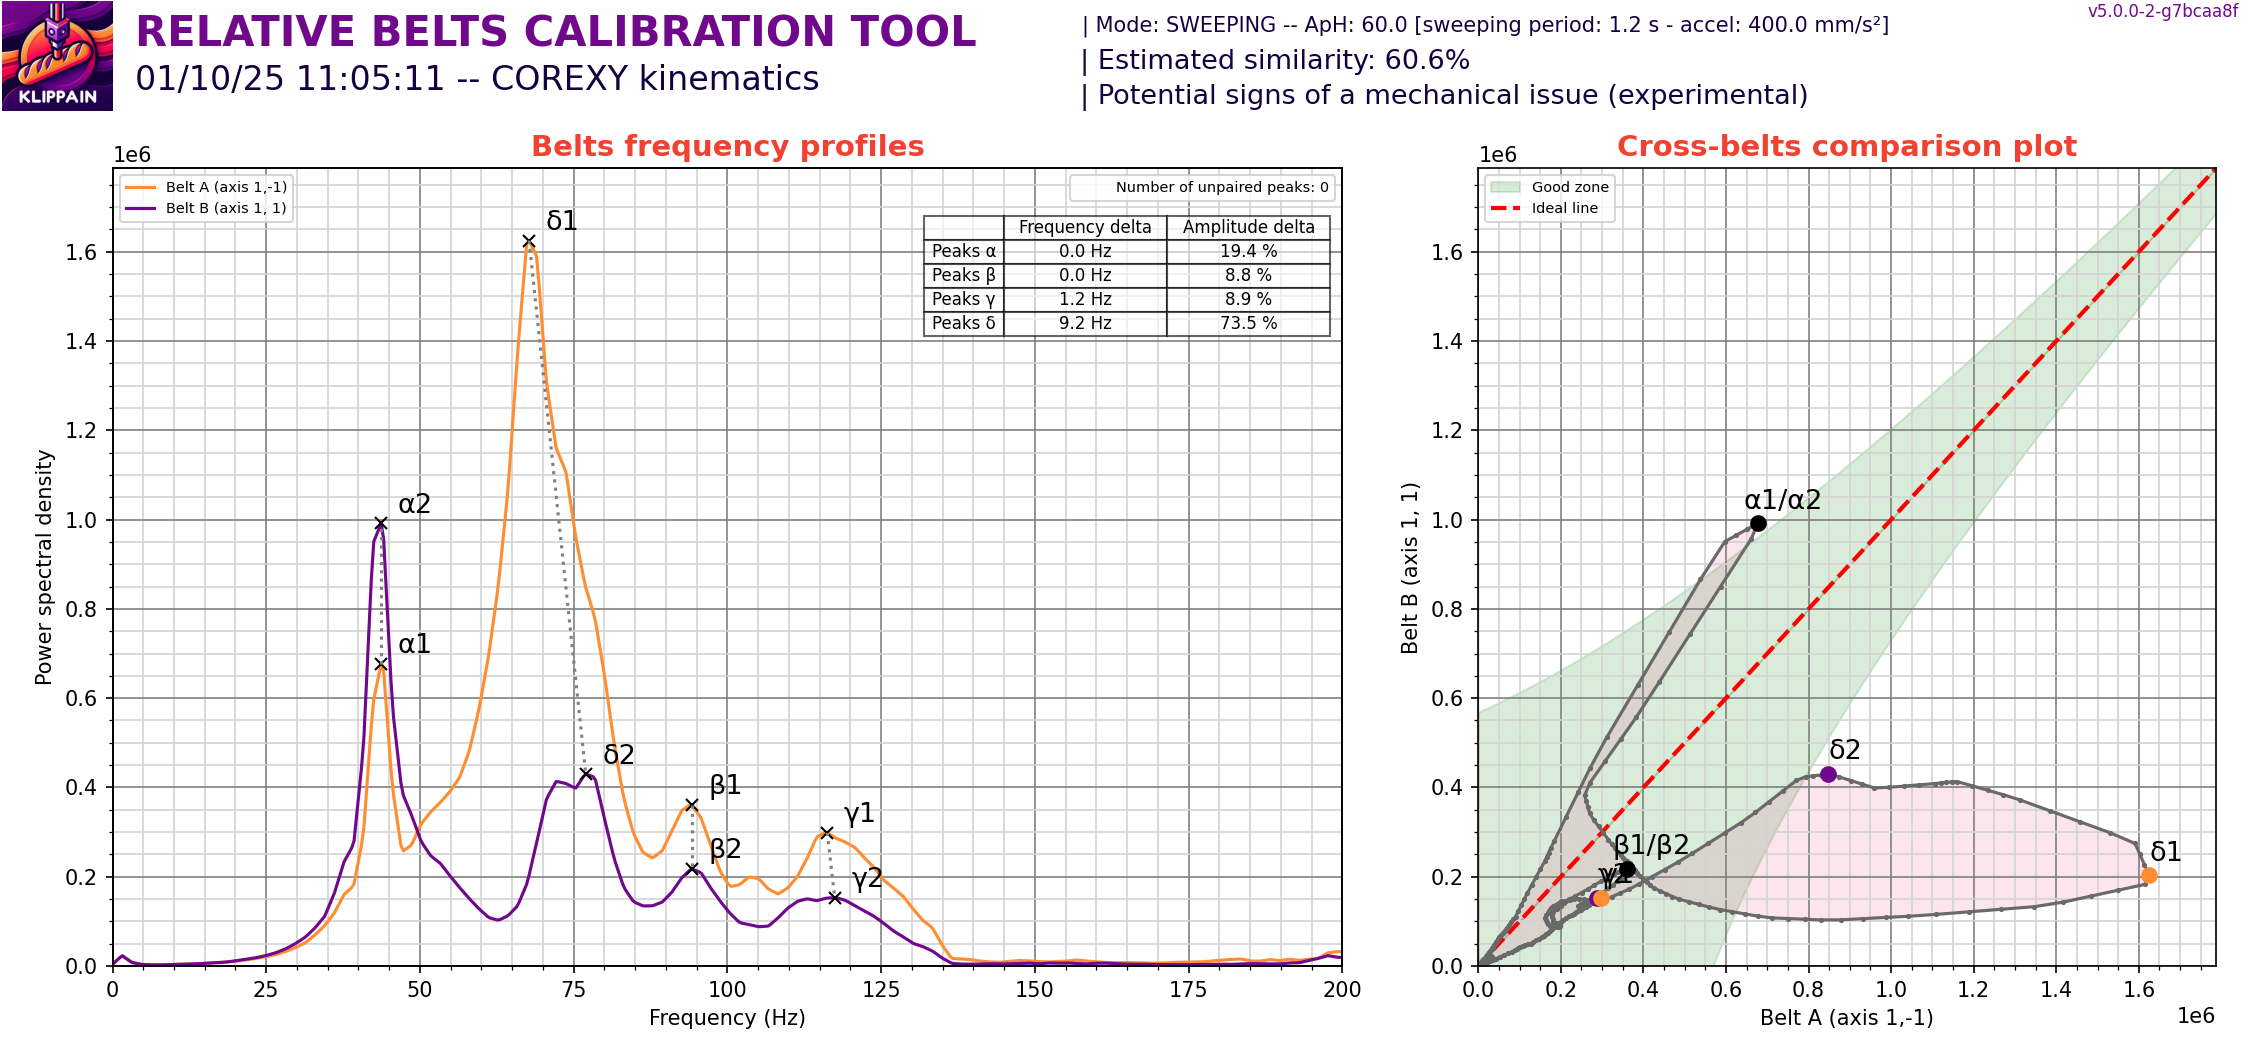 KLIPPAIN
RELATIVE BELTS CALIBRATION TOOL
01/10/25 11:05:11 -- COREXY kinematics
| Mode: SWEEPING -- ApH: 60.0 [sweeping period: 1.2 s - accel: 400.0 mm/s²]
| Estimated similarity: 60.6%
| Potential signs of a mechanical issue (experimental)
v5.0.0-2-g7bcaa8f
Belts frequency profiles
1e6
Belt A (axis 1,-1)
Belt B (axis 1, 1)
Number of unpaired peaks: 0
Frequency delta Amplitude delta
Peaks α 0.0 Hz 19.4 %
Peaks β 0.0 Hz 8.8 %
Peaks γ 1.2 Hz 8.9 %
Peaks δ 9.2 Hz 73.5 %
δ1
α2
α1
δ2
β1
β2
γ1
γ2
1.6
1.4
1.2
1.0
0.8
0.6
0.4
0.2
0.0
Power spectral density
0 25 50 75 100 125 150 175 200
Frequency (Hz)
Cross-belts comparison plot
1e6
Good zone
Ideal line
α1/α2
δ2
β1/β2
δ1
1.6
1.4
1.2
1.0
0.8
0.6
0.4
0.2
0.0
Belt B (axis 1, 1)
0.0 0.2 0.4 0.6 0.8 1.0 1.2 1.4 1.6
Belt A (axis 1,-1)
1e6